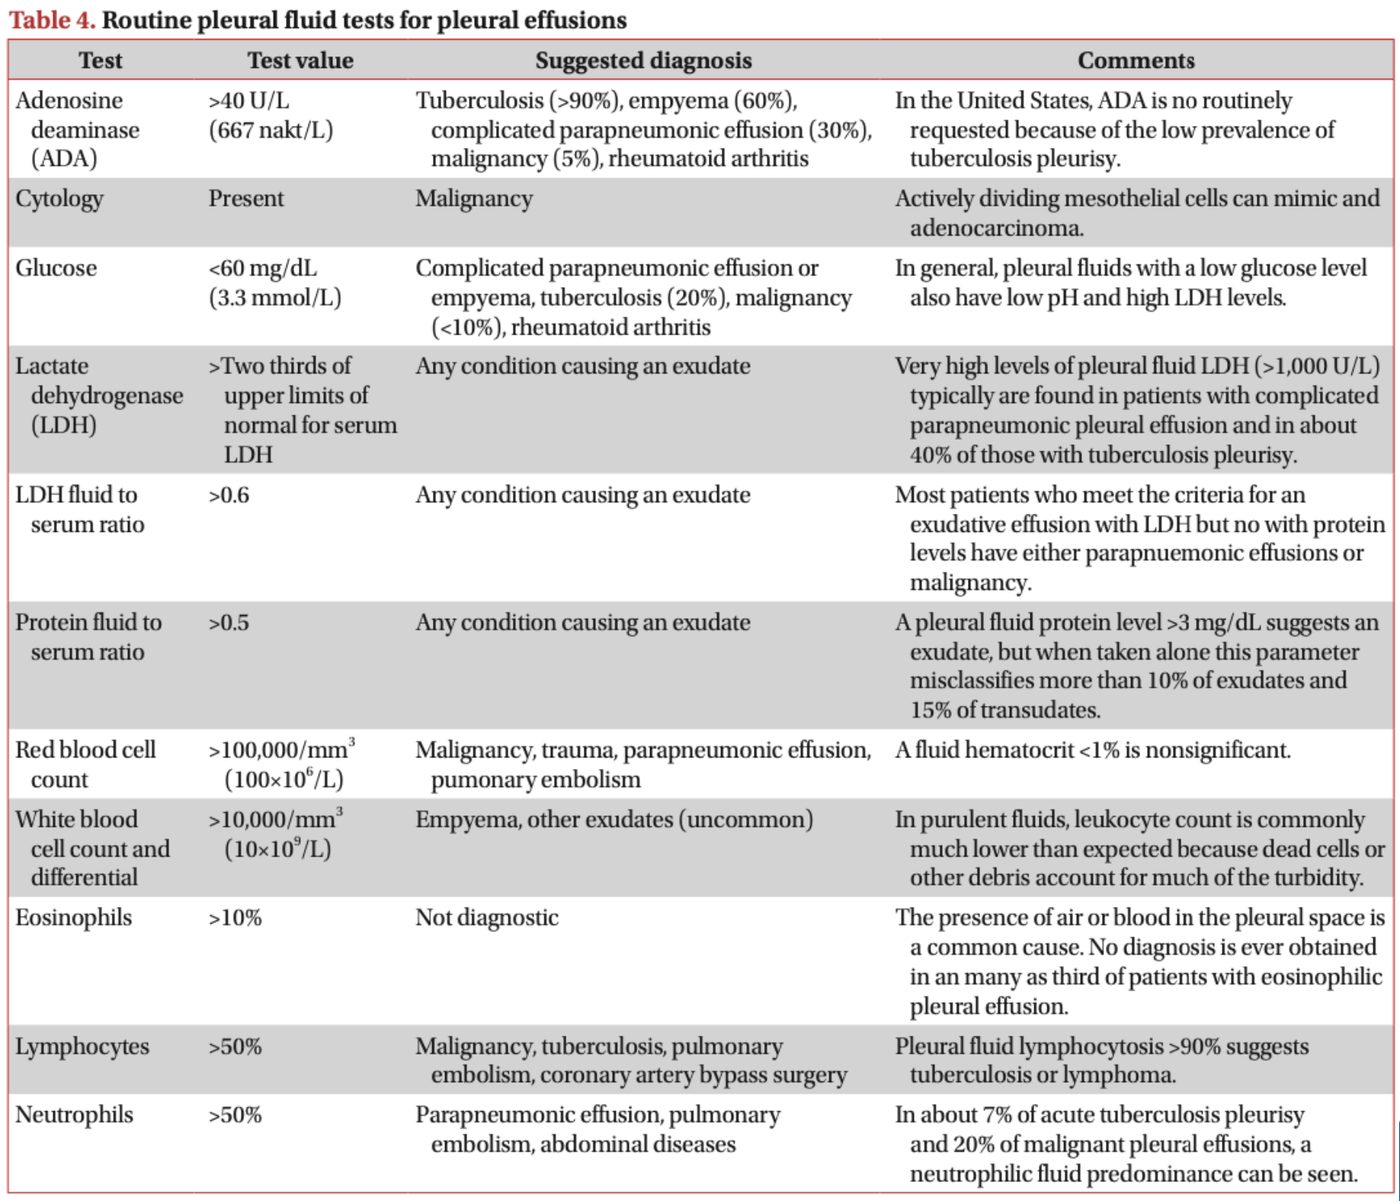 Table 4. Routine pleural fluid tests for pleural effusions
Test Test value Suggested diagnosis Comments
Adenosine
deaminase
(ADA)
>40 U/L
(667 nakt/L)
Tuberculosis (>90%), empyema (60%),
complicated parapneumonic effusion (30%),
malignancy (5%), rheumatoid arthritis
In the United States, ADA is no routinely
requested because of the low prevalence of
tuberculosis pleurisy.
Cytology
Present
Malignancy
Actively dividing mesothelial cells can mimic and
adenocarcinoma.
Glucose
<60 mg/dL
(3.3 mmol/L)
Complicated parapneumonic effusion or
empyema, tuberculosis (20%), malignancy
(<10%), rheumatoid arthritis
In general, pleural fluids with a low glucose level
also have low pH and high LDH levels.
Lactate
dehydrogenase
(LDH)
>Two thirds of
upper limits of
normal for serum
LDH
Any condition causing an exudate
Very high levels of pleural fluid LDH (>1,000 U/L)
typically are found in patients with complicated
parapneumonic pleural effusion and in about
40% of those with tuberculosis pleurisy.
LDH fluid to
serum ratio
>0.6
Any condition causing an exudate
Most patients who meet the criteria for an
exudative effusion with LDH but no with protein
levels have either parapnuemonic effusions or
malignancy.
Protein fluid to
serum ratio
>0.5
Any condition causing an exudate
A pleural fluid protein level >3 mg/dL suggests an
exudate, but when taken alone this parameter
misclassifies more than 10% of exudates and
15% of transudates.
Red blood cell
count
>100,000/mm³
(100×10⁶/L)
Malignancy, trauma, parapneumonic effusion,
pumonary embolism
A fluid hematocrit <1% is nonsignificant.
White blood
cell count and
differential
>10,000/mm³
(10×10⁹/L)
Empyema, other exudates (uncommon)
In purulent fluids, leukocyte count is commonly
much lower than expected because dead cells or
other debris account for much of the turbidity.
Eosinophils
>10%
Not diagnostic
The presence of air or blood in the pleural space is
a common cause. No diagnosis is ever obtained
in an many as third of patients with eosinophilic
pleural effusion.
Lymphocytes
>50%
Malignancy, tuberculosis, pulmonary
embolism, coronary artery bypass surgery
Pleural fluid lymphocytosis >90% suggests
tuberculosis or lymphoma.
Neutrophils
>50%
Parapneumonic effusion, pulmonary
embolism, abdominal diseases
In about 7% of acute tuberculosis pleurisy
and 20% of malignant pleural effusions, a
neutrophilic fluid predominance can be seen.